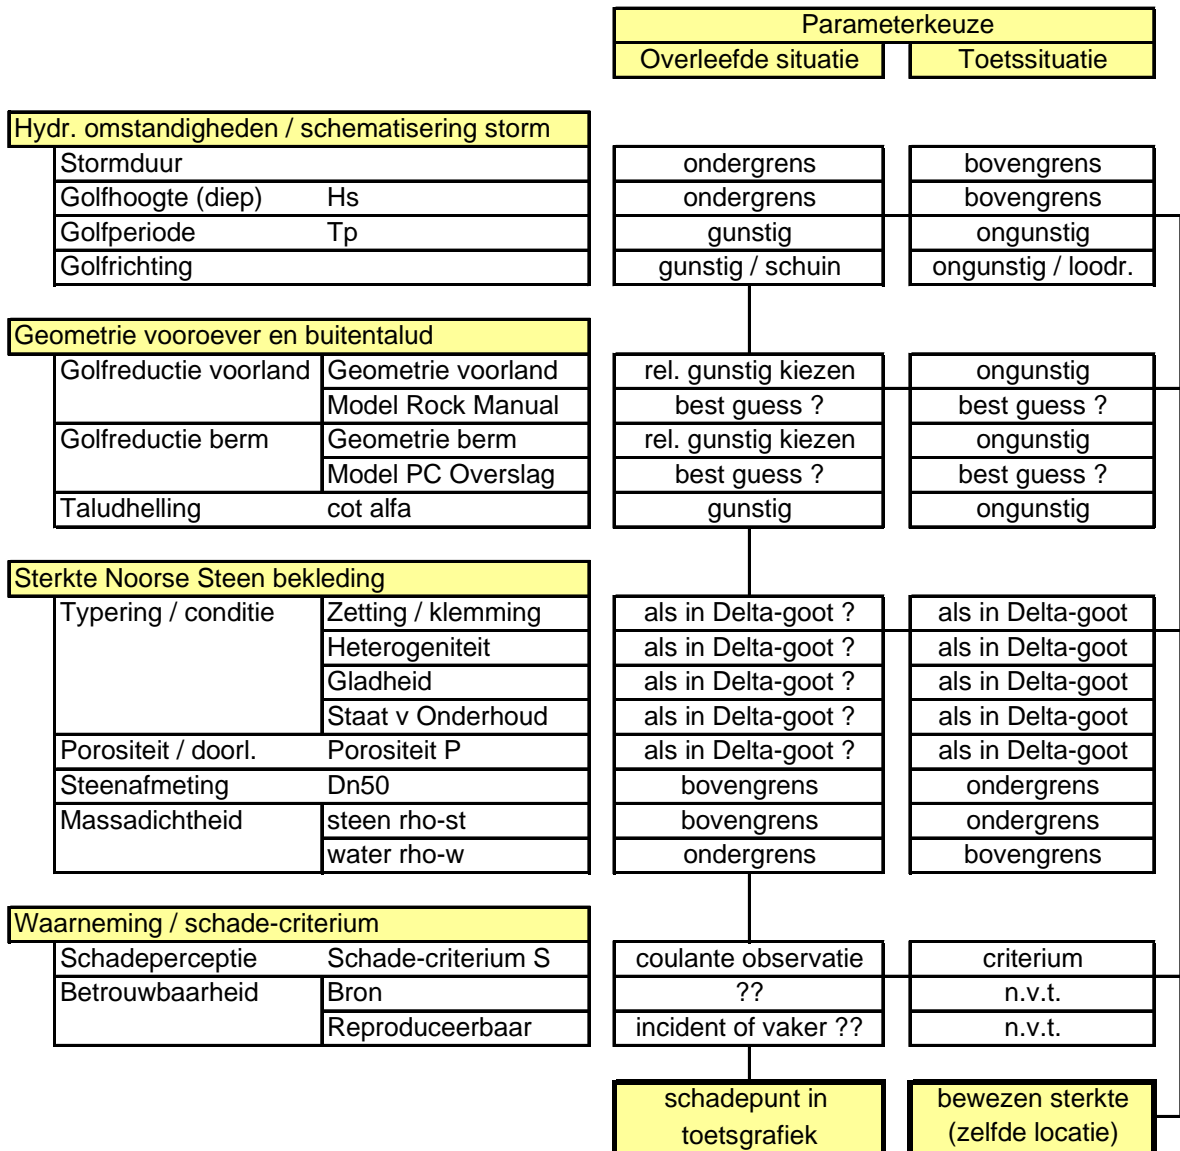 Parameterkeuze
Overleefde situatie Toetssituatie
Hydr. omstandigheden / schematisering storm
Stormduur ondergrens bovengrens
Golfhoogte (diep) Hs ondergrens bovengrens
Golfperiode Tp gunstig ongunstig
Golfrichting gunstig / schuin ongunstig / loodr.
Geometrie vooroever en buitentalud
Golfreductie voorland Geometrie voorland rel. gunstig kiezen ongunstig
Model Rock Manual best guess ? best guess ?
Golfreductie berm Geometrie berm rel. gunstig kiezen ongunstig
Model PC Overslag best guess ? best guess ?
Taludhelling cot alfa gunstig ongunstig
Sterkte Noorse Steen bekleding
Typering / conditie Zetting / klemming als in Delta-goot ? als in Delta-goot
Heterogeniteit als in Delta-goot ? als in Delta-goot
Gladheid als in Delta-goot ? als in Delta-goot
Staat v Onderhoud als in Delta-goot ? als in Delta-goot
Porositeit / doorl. Porositeit P als in Delta-goot ? als in Delta-goot
Steenafmeting Dn50 bovengrens ondergrens
Massadichtheid steen rho-st bovengrens ondergrens
water rho-w ondergrens bovengrens
Waarneming / schade-criterium
Schadeperceptie Schade-criterium S coulante observatie criterium
Betrouwbaarheid Bron ?? n.v.t.
Reproduceerbaar incident of vaker ?? n.v.t.
schadepunt in bewezen sterkte
toetsgrafiek (zelfde locatie)